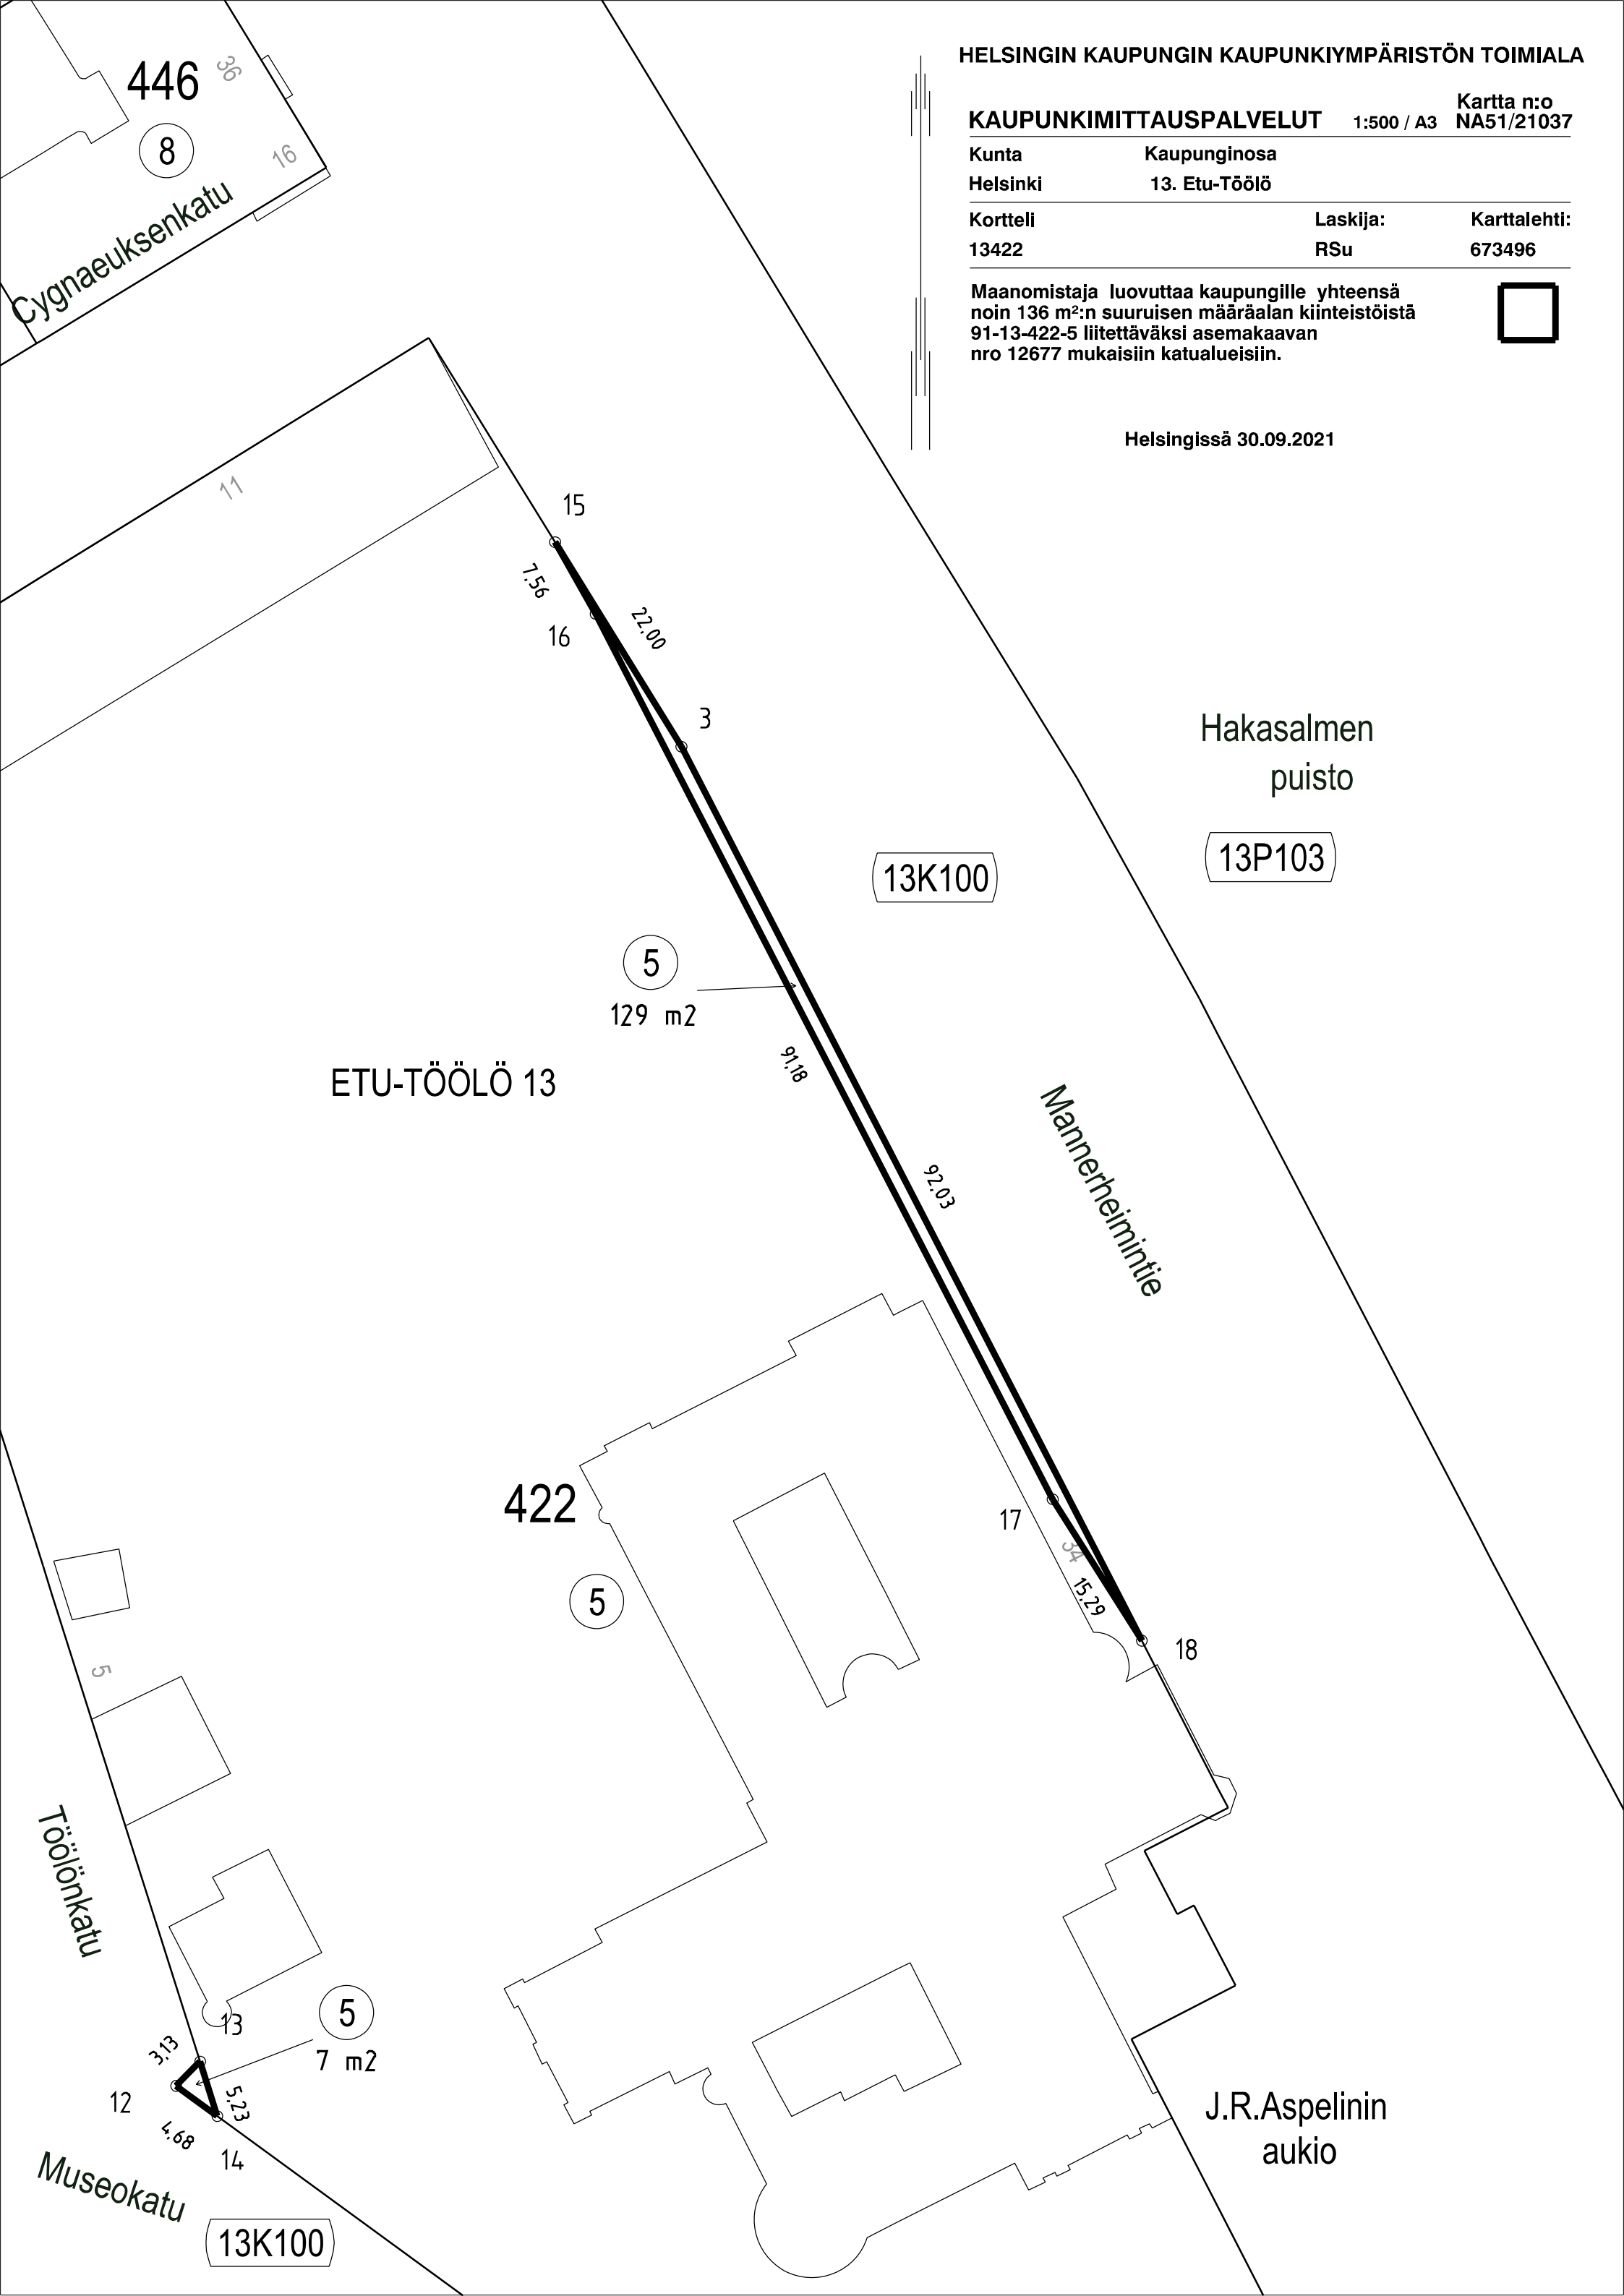 HELSINGIN KAUPUNGIN KAUPUNKIYMPÄRISTÖN TOIMIALA
KAUPUNKIMITTAUSPALVELUT 1:500 / A3 Kartta n:o NA51/21037
Kunta Kaupunginosa
Helsinki 13. Etu-Töölö
Kortteli Laskija: Karttalehti:
13422 RSu 673496
Maanomistaja luovuttaa kaupungille yhteensä
noin 136 m²:n suuruisen määräalan kiinteistöistä
91-13-422-5 liitettäväksi asemakaavan
nro 12677 mukaisiin katualueisiin.
Helsingissä 30.09.2021
446
36
8
16
Cygnaeuksenkatu
11
15
7,56
22,00
16
3
Hakasalmen
puisto
13K100
13P103
5
129 m2
91,18
ETU-TÖÖLÖ 13
Mannerheimintie
92,03
422
17
34
15,29
5
18
5
Töölönkatu
13
5
7 m2
3,13
12
5,23
4,68
14
J.R.Aspelinin
aukio
Museokatu
13K100